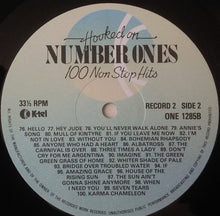 Hooked on
NUMBER ONES
100 Non Stop Hits
33⅓ RPM
K-tel
RECORD 2 SIDE 2
ONE 1285B
76. HELLO 77. HEY JUDE 78. YOU'LL NEVER WALK ALONE 79. ANNIE'S
SONG 80. MULL OF KINTYRE 81. IF YOU LEAVE ME NOW 82. I'M
NOT IN LOVE 83. WITHOUT YOU 84. BOHEMIAN RHAPSODY 85.
ANYONE WHO HAD A HEART 86. ALBATROSS 87. THE
CARNIVAL IS OVER 88. THREE TIMES A LADY 89. DON'T
CRY FOR ME ARGENTINA 90. IMAGINE 91. THE GREEN
GREEN GRASS OF HOME 92. WHITER SHADE OF PALE
93. BRIDGE OVER TROUBLED WATER 94. I SHALL
95. AMAZING GRACE 96. HOUSE OF THE
RISING SUN 97. THE SUN AIN'T
GONNA SHINE ANYMORE 98. WHEN
I NEED YOU 99. SEVEN TEARS
100. KARMA CHAMELEON